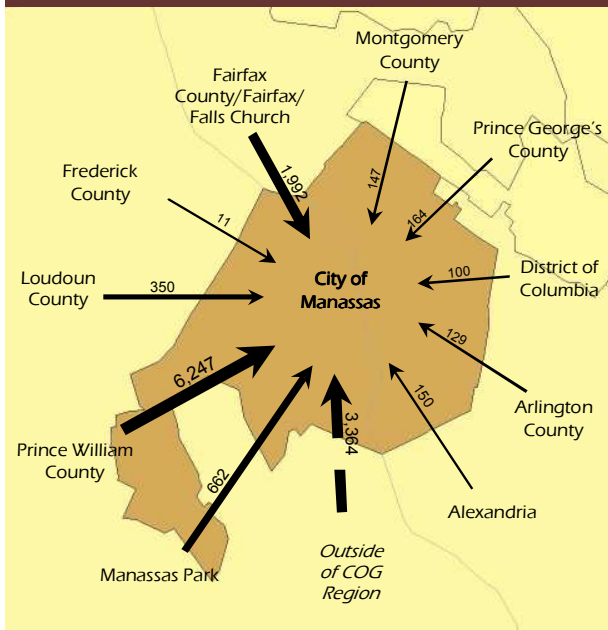 Montgomery
County
Fairfax
County/Fairfax/
Falls Church
Prince George's
County
Frederick
County
1,992
147
164
11
District of
Columbia
100
City of
Manassas
Loudoun
County
350
129
6,247
Arlington
County
150
3,364
Prince William
County
662
Alexandria
Outside
of COG
Region
Manassas Park